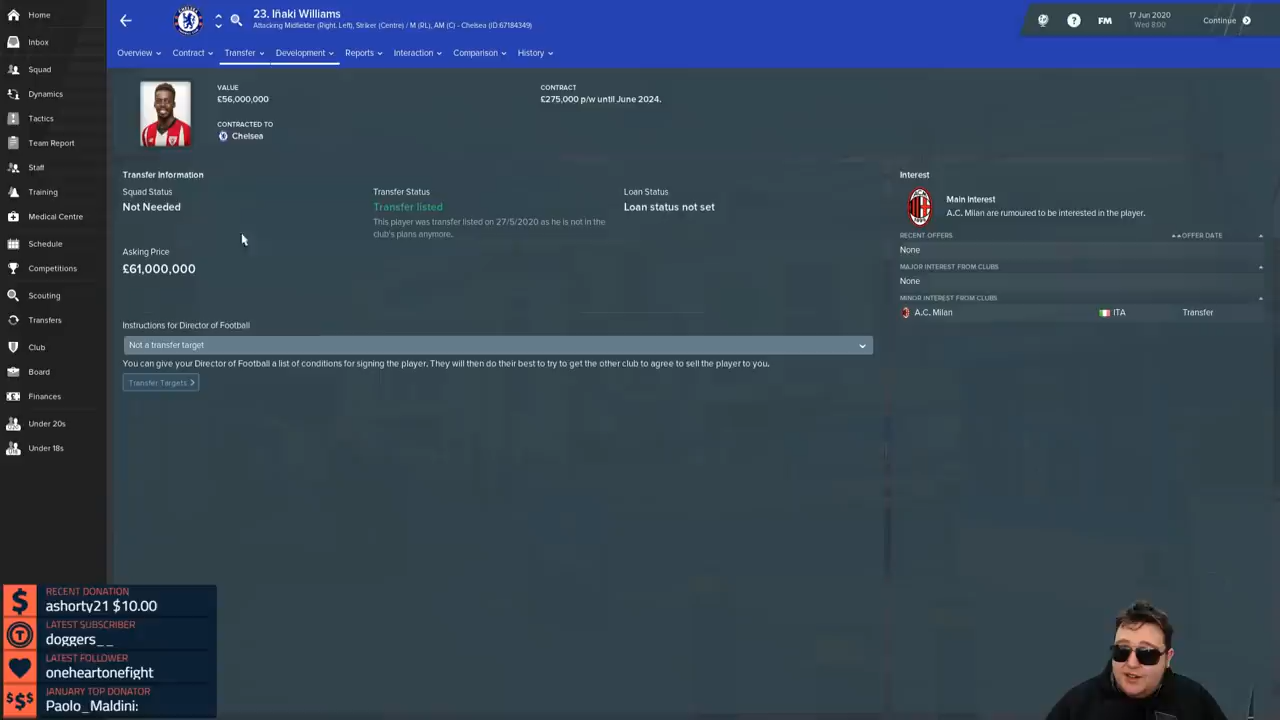 23. Iñaki Williams
Attacking Midfielder (Right, Left), Striker (Centre) / M (RL), AM (C) - Chelsea (ID:67184349)
FM
17 Jun 2020
Wed 8:00
Continue
Home
Inbox
Squad
Dynamics
Tactics
Team Report
Staff
Training
Medical Centre
Schedule
Competitions
Scouting
Transfers
Club
Board
Finances
Under 20s
Under 18s
Overview
Contract
Transfer
Development
Reports
Interaction
Comparison
History
VALUE
£56,000,000
CONTRACTED TO
Chelsea
CONTRACT
£275,000 p/w until June 2024.
Transfer Information
Squad Status
Not Needed
Transfer Status
Transfer listed
This player was transfer listed on 27/5/2020 as he is not in the
club's plans anymore..
Loan Status
Loan status not set
Asking Price
£61,000,000
Instructions for Director of Football
Not a transfer target
You can give your Director of Football a list of conditions for signing the player. They will then do their best to try to get the other club to agree to sell the player to you.
Transfer Targets >
Interest
Main Interest
A.C. Milan are rumoured to be interested in the player.
RECENT OFFERS
OFFER DATE
None
MAJOR INTEREST FROM CLUBS
None
MINOR INTEREST FROM CLUBS
A.C. Milan ITA Transfer
RECENT DONATION
ashorty21 $10.00
LATEST SUBSCRIBER
doggers__
LATEST FOLLOWER
oneheartonefight
JANUARY TOP DONATOR
Paolo_Maldini: